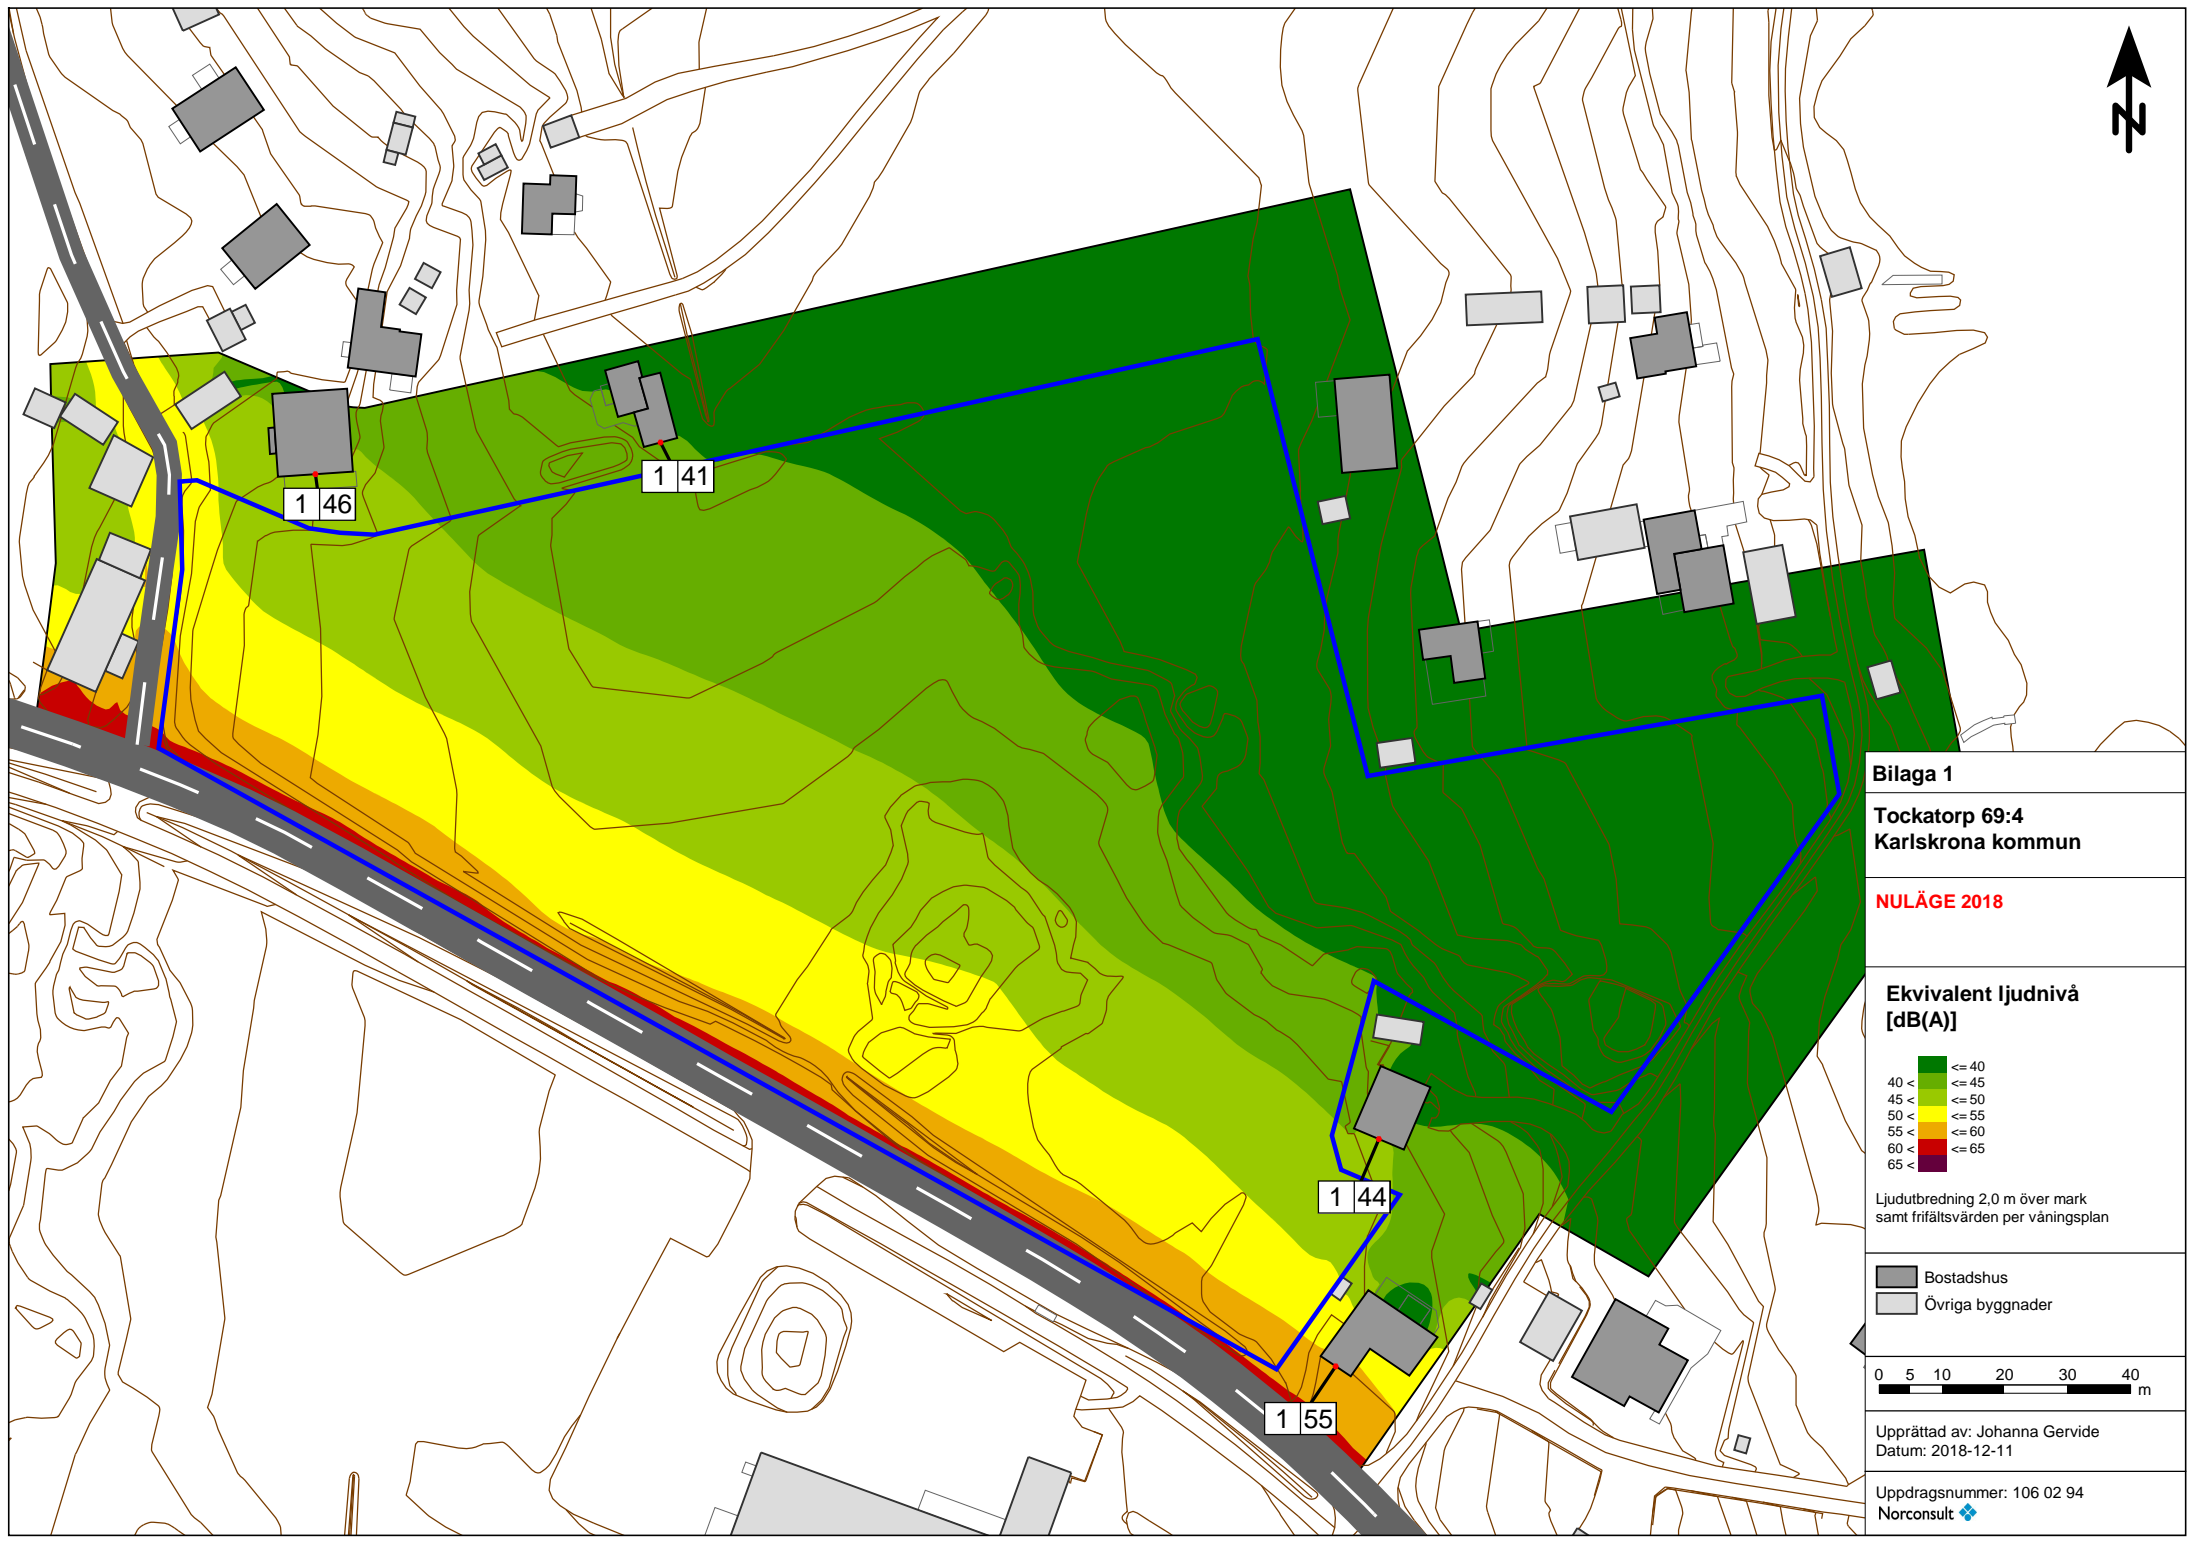 N
1 46
1 41
1 44
1 55
Bilaga 1
Tockatorp 69:4
Karlskrona kommun
NULÄGE 2018
Ekvivalent ljudnivå
[dB(A)]
<= 40
40 < <= 45
45 < <= 50
50 < <= 55
55 < <= 60
60 < <= 65
65 <
Ljudutbredning 2,0 m över mark
samt frifältsvärden per våningsplan
Bostadshus
Övriga byggnader
0 5 10 20 30 40
m
Upprättad av: Johanna Gervide
Datum: 2018-12-11
Uppdragsnummer: 106 02 94
Norconsult